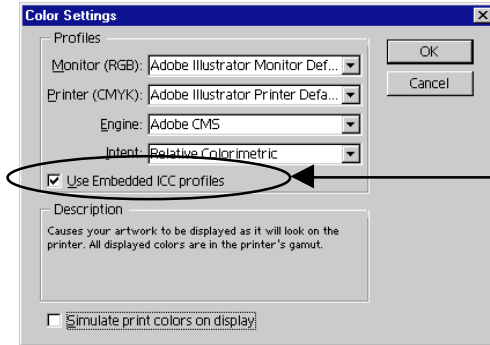 Color Settings
Profiles
Monitor (RGB): Adobe Illustrator Monitor Def...
Printer (CMYK): Adobe Illustrator Printer Defa...
Engine: Adobe CMS
Intent: Relative Colorimetric
Use Embedded ICC profiles
OK
Cancel
Description
Causes your artwork to be displayed as it will look on the
printer. All displayed colors are in the printer's gamut.
Simulate print colors on display